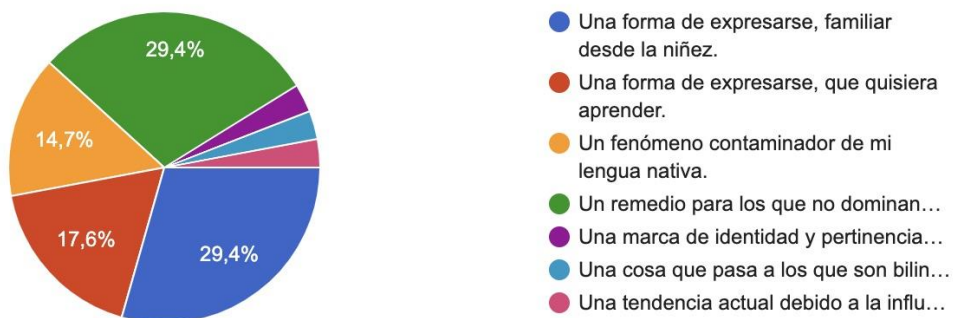 29,4%
14,7%
17,6%
29,4%
Una forma de expresarse, familiar
desde la niñez.
Una forma de expresarse, que quisiera
aprender.
Un fenómeno contaminador de mi
lengua nativa.
Un remedio para los que no dominan…
Una marca de identidad y pertinencia…
Una cosa que pasa a los que son bilin…
Una tendencia actual debido a la influ…